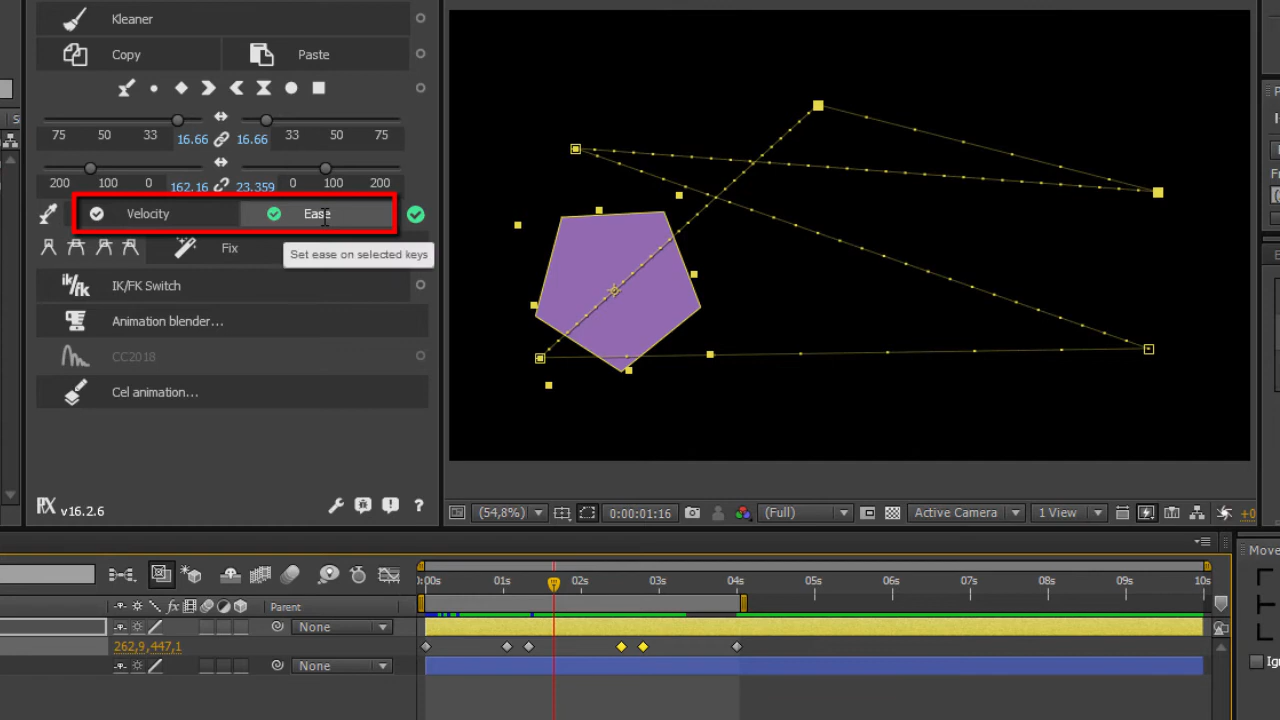 Kleaner
Copy
Paste
75 50 33 16.66 16.66 33 50 75
200 100 0 162.16 23.359 0 100 200
Velocity
Ease
Set ease on selected keys
Fix
IK/FK Switch
Animation blender...
CC2018
Cel animation...
v16.2.6
(54,8%)
0:00:01:16
(Full)
Active Camera
1 View
+0
:00s 01s 02s 03s 04s 05s 06s 07s 08s 09s 10s
Parent
None
262,9,447,1
None
Move
Ign